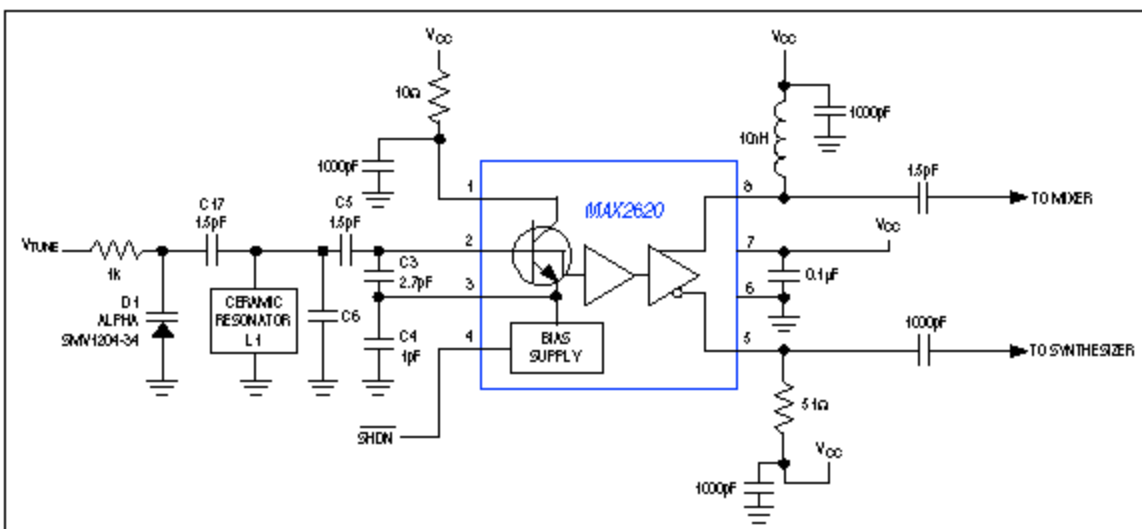 VCC
10Ω
1000pF
VCC
1000pF
10nH
1.5pF
TO MIXER
MAX2620
1
2
3
4
8
7
6
5
C17
1.5pF
C5
1.5pF
VTUNE
1k
C3
2.7pF
VCC
0.1µF
D1
ALPHA
SMV1204-34
CERAMIC
RESONATOR
L1
C6
C4
1pF
BIAS
SUPPLY
1000pF
TO SYNTHESIZER
SHDN
51Ω
VCC
1000pF